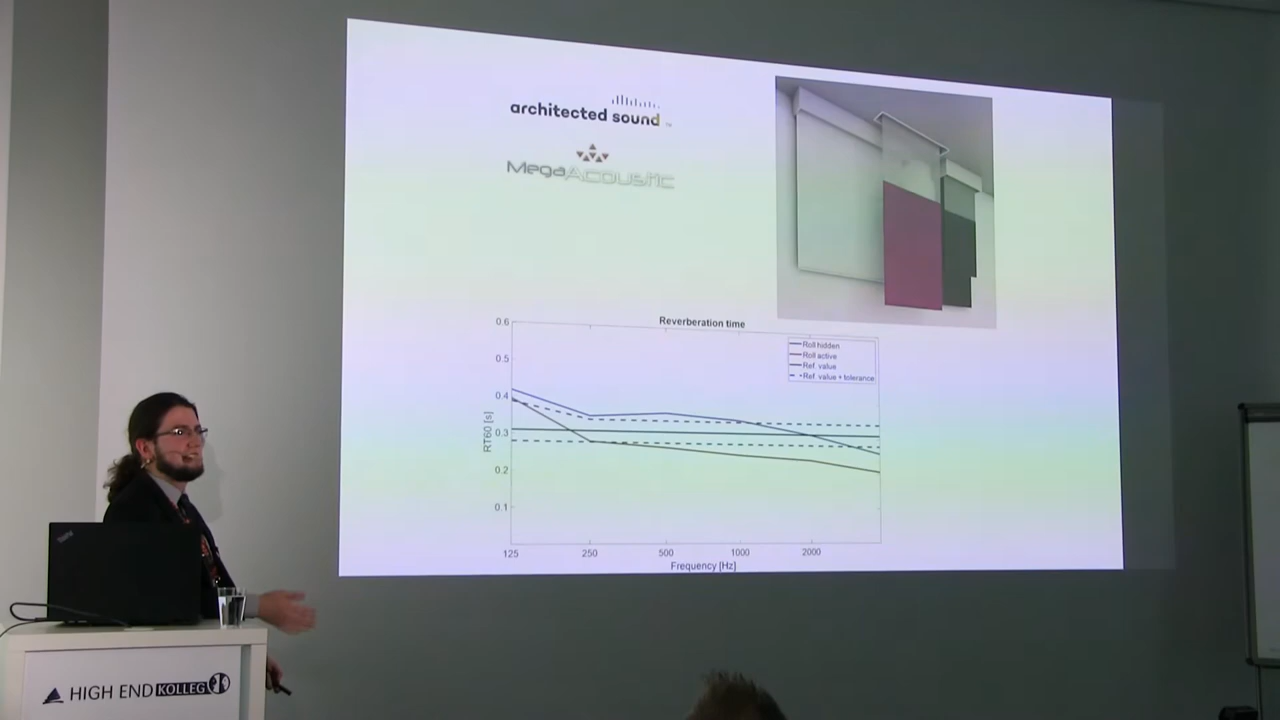 architected sound
MegaAcoustic
Reverberation time
Roll hidden
Roll active
Ref. value
Ref. value + tolerance
0.6
0.5
0.4
0.3
0.2
0.1
RT60 [s]
125 250 500 1000 2000
Frequency [Hz]
ThinkPad
HIGH END KOLLEG